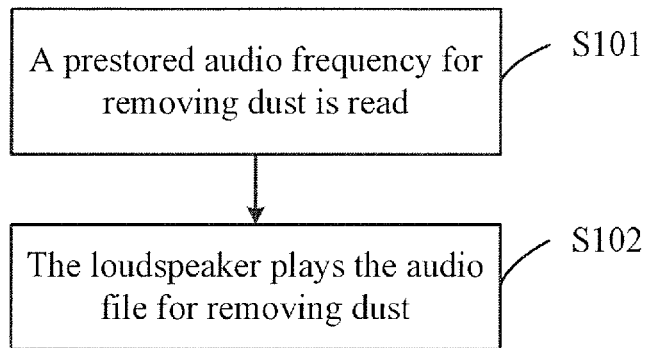 A prestored audio frequency for
removing dust is read
S101
The loudspeaker plays the audio
file for removing dust
S102